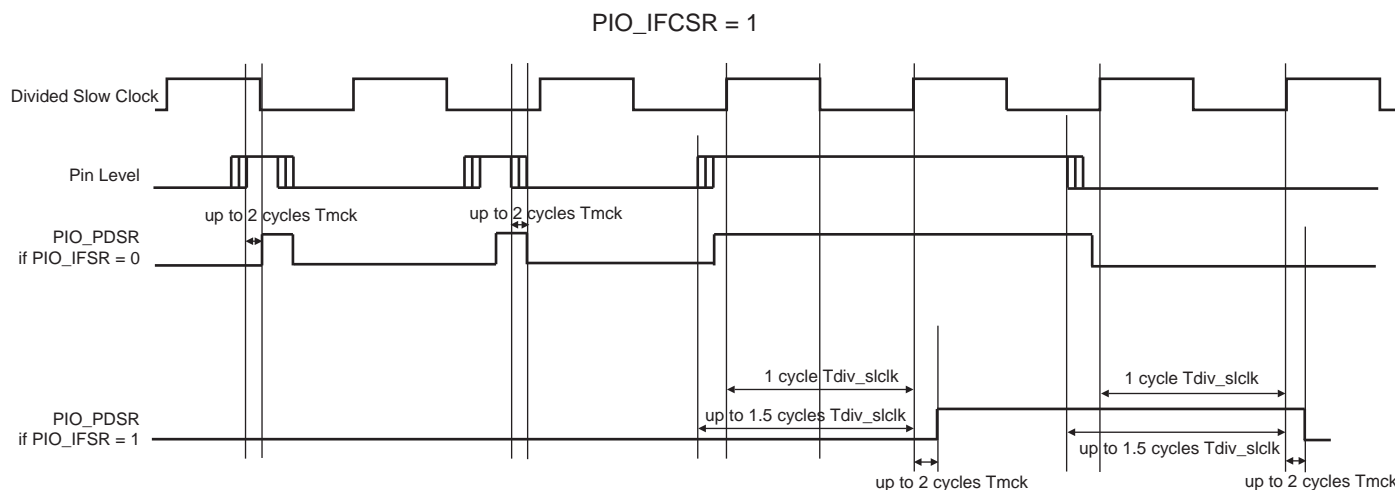 PIO_IFCSR = 1
Divided Slow Clock
Pin Level
up to 2 cycles Tmck
up to 2 cycles Tmck
PIO_PDSR
if PIO_IFSR = 0
1 cycle Tdiv_slclk
1 cycle Tdiv_slclk
PIO_PDSR
if PIO_IFSR = 1
up to 1.5 cycles Tdiv_slclk
up to 1.5 cycles Tdiv_slclk
up to 2 cycles Tmck
up to 2 cycles Tmck